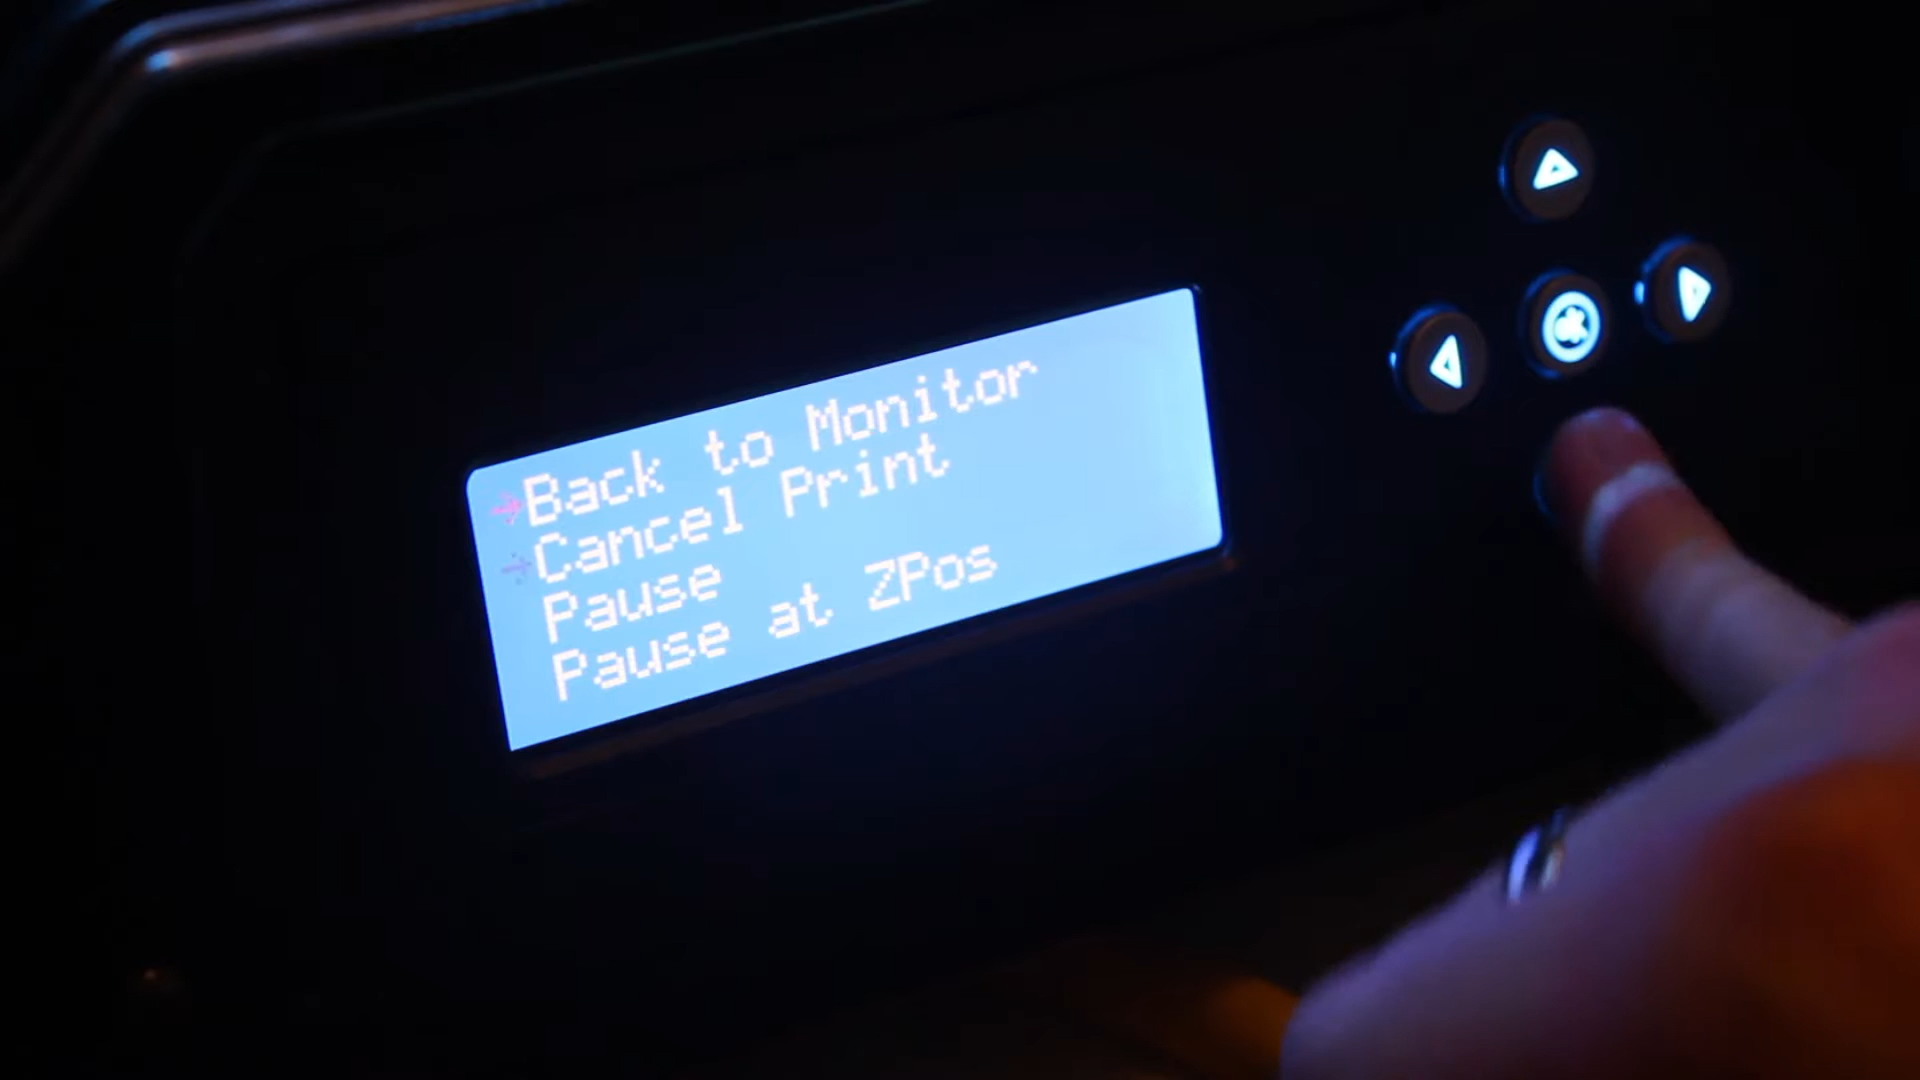 →Back to Monitor
→Cancel Print
Pause
Pause at ZPos